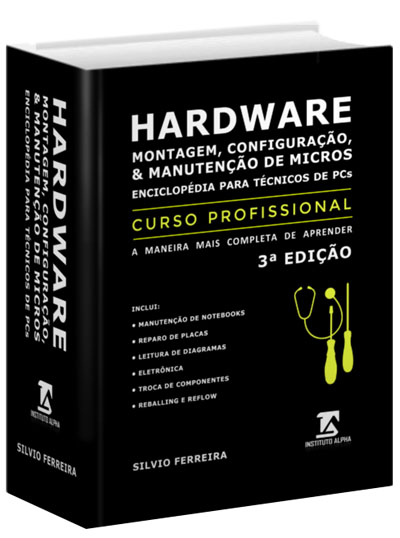 HARDWARE
MONTAGEM, CONFIGURAÇÃO,
& MANUTENÇÃO DE MICROS
ENCICLOPÉDIA PARA TÉCNICOS DE PCs
INSTITUTO ALPHA
SILVIO FERREIRA
HARDWARE
MONTAGEM, CONFIGURAÇÃO,
& MANUTENÇÃO DE MICROS
ENCICLOPÉDIA PARA TÉCNICOS DE PCs
CURSO PROFISSIONAL
A MANEIRA MAIS COMPLETA DE APRENDER
3ª EDIÇÃO
INCLUI:
• MANUTENÇÃO DE NOTEBOOKS
• REPARO DE PLACAS
• LEITURA DE DIAGRAMAS
• ELETRÔNICA
• TROCA DE COMPONENTES
• REBALLING E REFLOW
SILVIO FERREIRA
INSTITUTO ALPHA